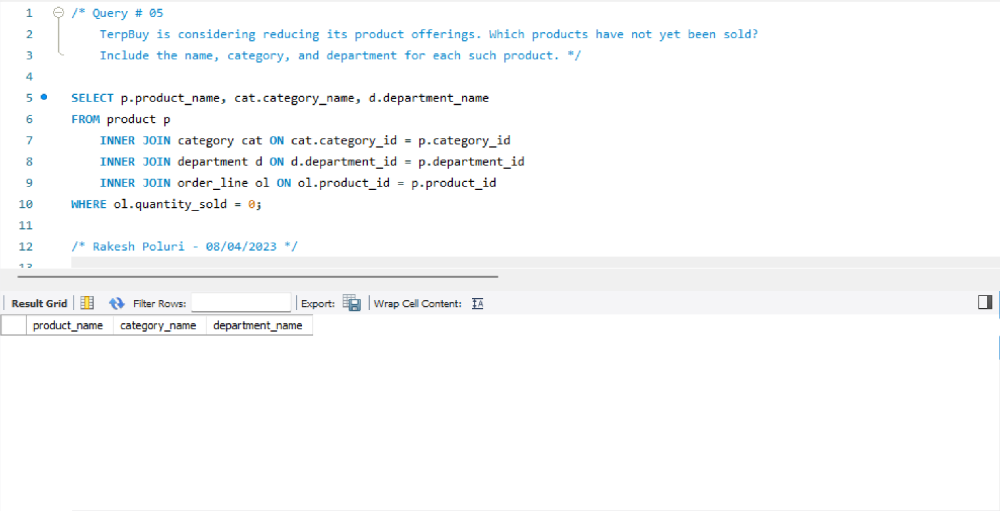 1 /* Query # 05
2 TerpBuy is considering reducing its product offerings. Which products have not yet been sold?
3 Include the name, category, and department for each such product. */
4
5 SELECT p.product_name, cat.category_name, d.department_name
6 FROM product p
7 INNER JOIN category cat ON cat.category_id = p.category_id
8 INNER JOIN department d ON d.department_id = p.department_id
9 INNER JOIN order_line ol ON ol.product_id = p.product_id
10 WHERE ol.quantity_sold = 0;
11
12 /* Rakesh Poluri - 08/04/2023 */
13
Result Grid Filter Rows: Export: Wrap Cell Content: IA
product_name category_name department_name